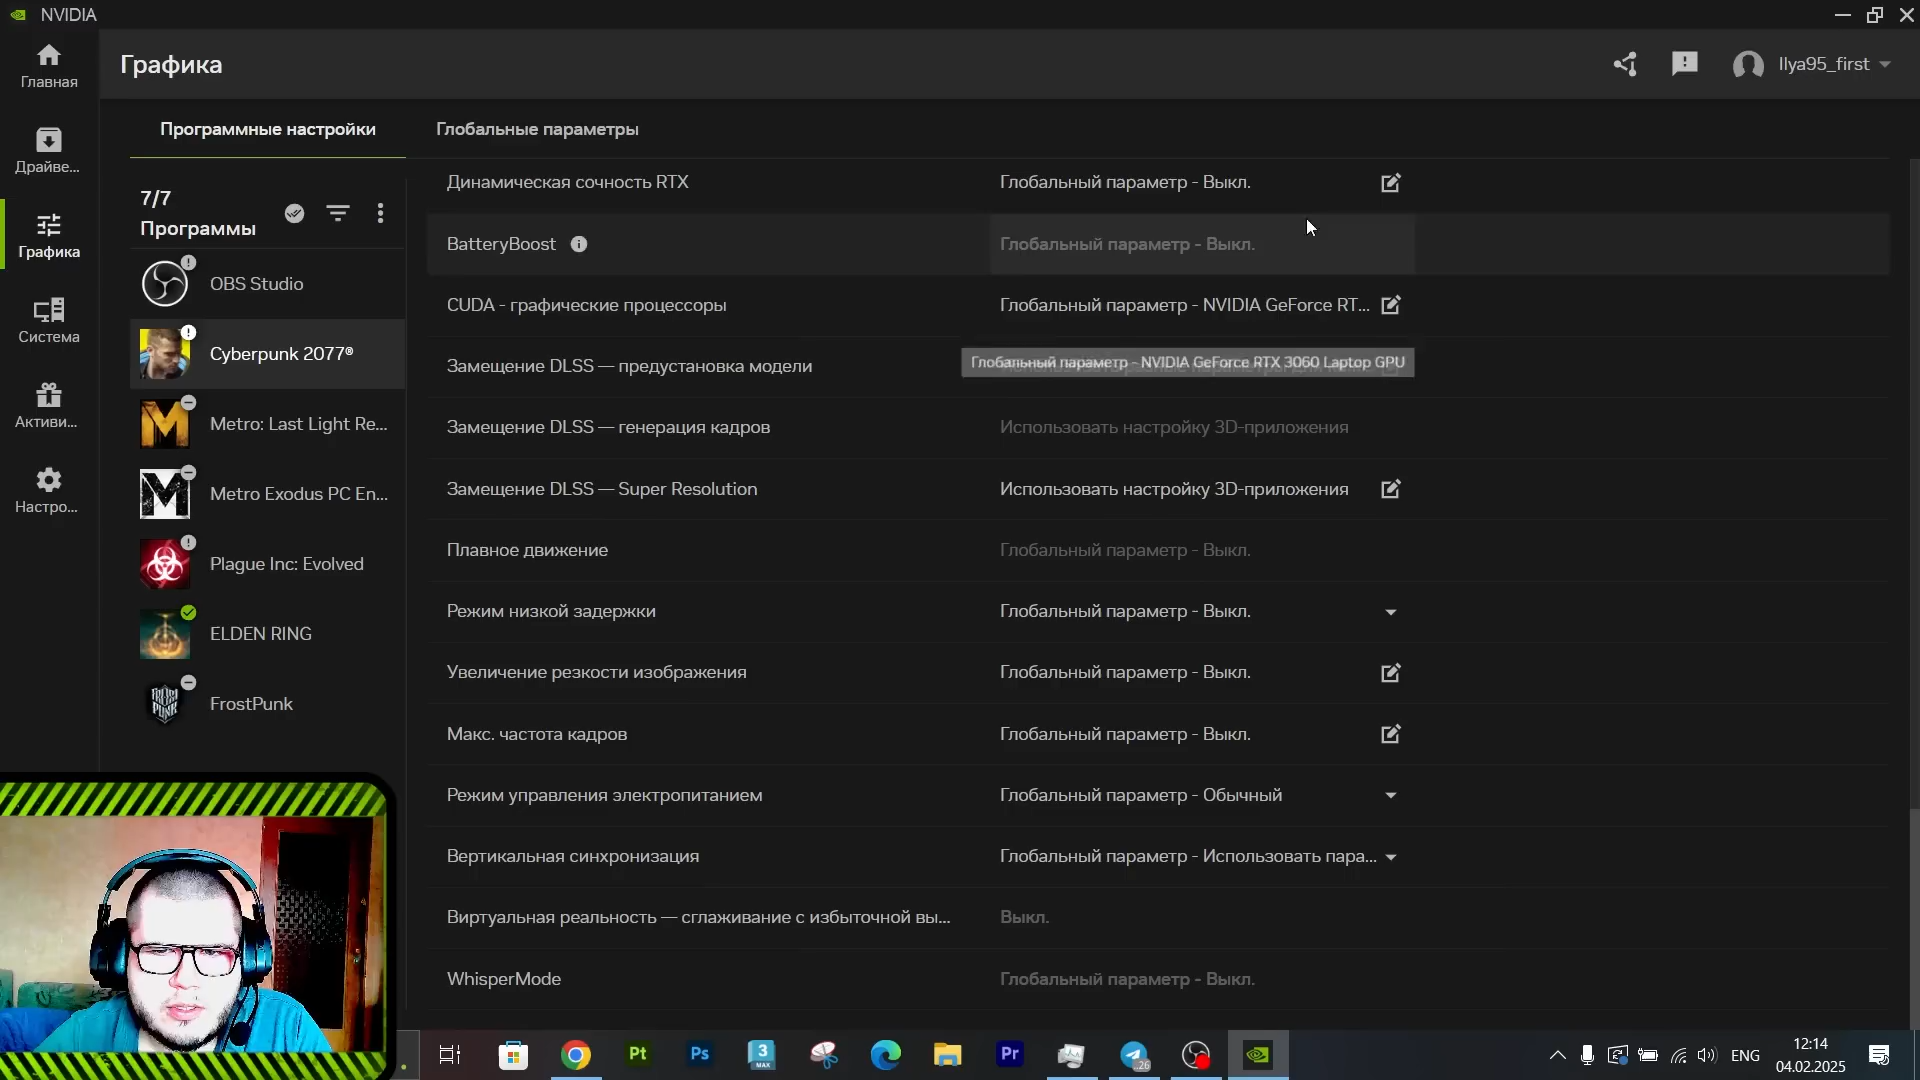 NVIDIA
Главная
Драйве...
Графика
Система
Активи...
Настро...
Графика
Ilya95_first
Программные настройки
Глобальные параметры
7/7
Программы
OBS Studio
Cyberpunk 2077®
Metro: Last Light Re...
Metro Exodus PC En...
Plague Inc: Evolved
ELDEN RING
FrostPunk
Динамическая сочность RTX
Глобальный параметр - Выкл.
BatteryBoost
Глобальный параметр - Выкл.
CUDA - графические процессоры
Глобальный параметр - NVIDIA GeForce RT...
Замещение DLSS — предустановка модели
Глобальный параметр - NVIDIA GeForce RTX 3060 Laptop GPU
Замещение DLSS — генерация кадров
Использовать настройку 3D-приложения
Замещение DLSS — Super Resolution
Использовать настройку 3D-приложения
Плавное движение
Глобальный параметр - Выкл.
Режим низкой задержки
Глобальный параметр - Выкл.
Увеличение резкости изображения
Глобальный параметр - Выкл.
Макс. частота кадров
Глобальный параметр - Выкл.
Режим управления электропитанием
Глобальный параметр - Обычный
Вертикальная синхронизация
Глобальный параметр - Использовать пара...
Виртуальная реальность — сглаживание с избыточной вы...
Выкл.
WhisperMode
Глобальный параметр - Выкл.
Pt
Ps
3
MAX
Pr
26
ENG
12:14
04.02.2025